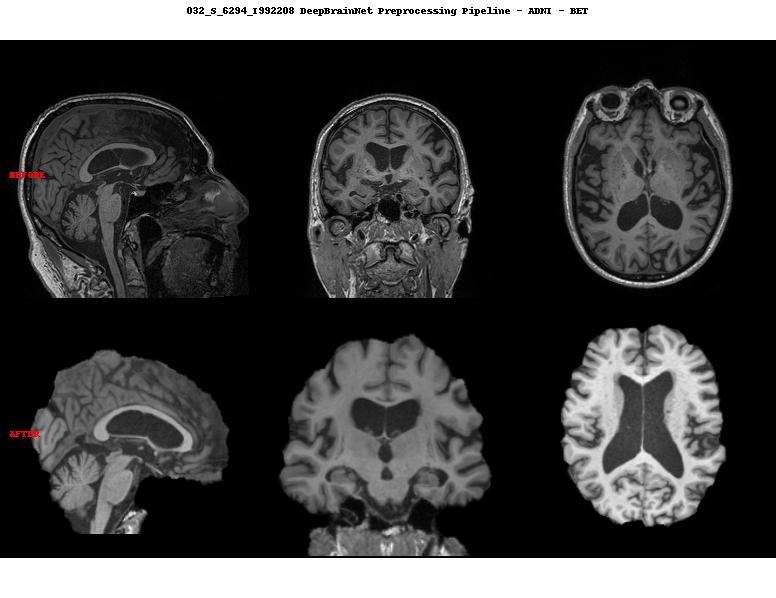 032_S_6294_I992208 DeepBrainNet Preprocessing Pipeline - ADNI - BET
BEFORE
AFTER